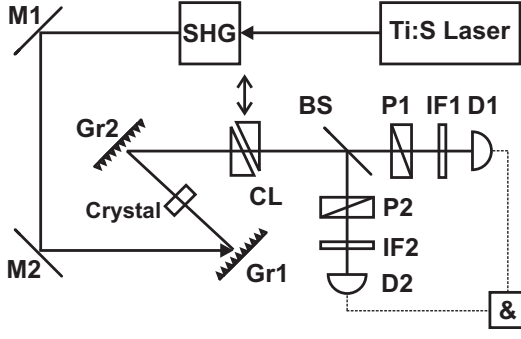 M1
SHG
Ti:S Laser
BS
P1
IF1
D1
Gr2
CL
Crystal
P2
IF2
M2
Gr1
D2
&